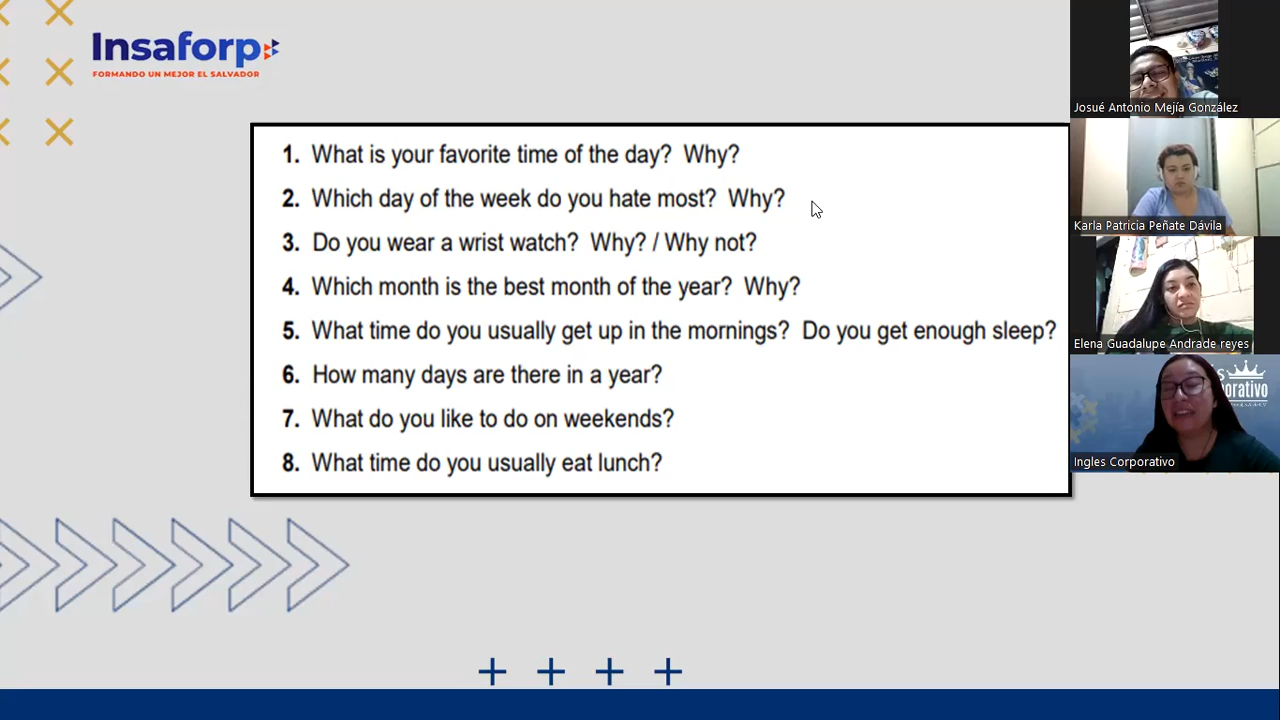 Insaforp
FORMANDO UN MEJOR EL SALVADOR
1. What is your favorite time of the day? Why?
2. Which day of the week do you hate most? Why?
3. Do you wear a wrist watch? Why? / Why not?
4. Which month is the best month of the year? Why?
5. What time do you usually get up in the mornings? Do you get enough sleep?
6. How many days are there in a year?
7. What do you like to do on weekends?
8. What time do you usually eat lunch?
Josué Antonio Mejía González
Karla Patricia Peñate Dávila
Elena Guadalupe Andrade reyes
Ingles Corporativo